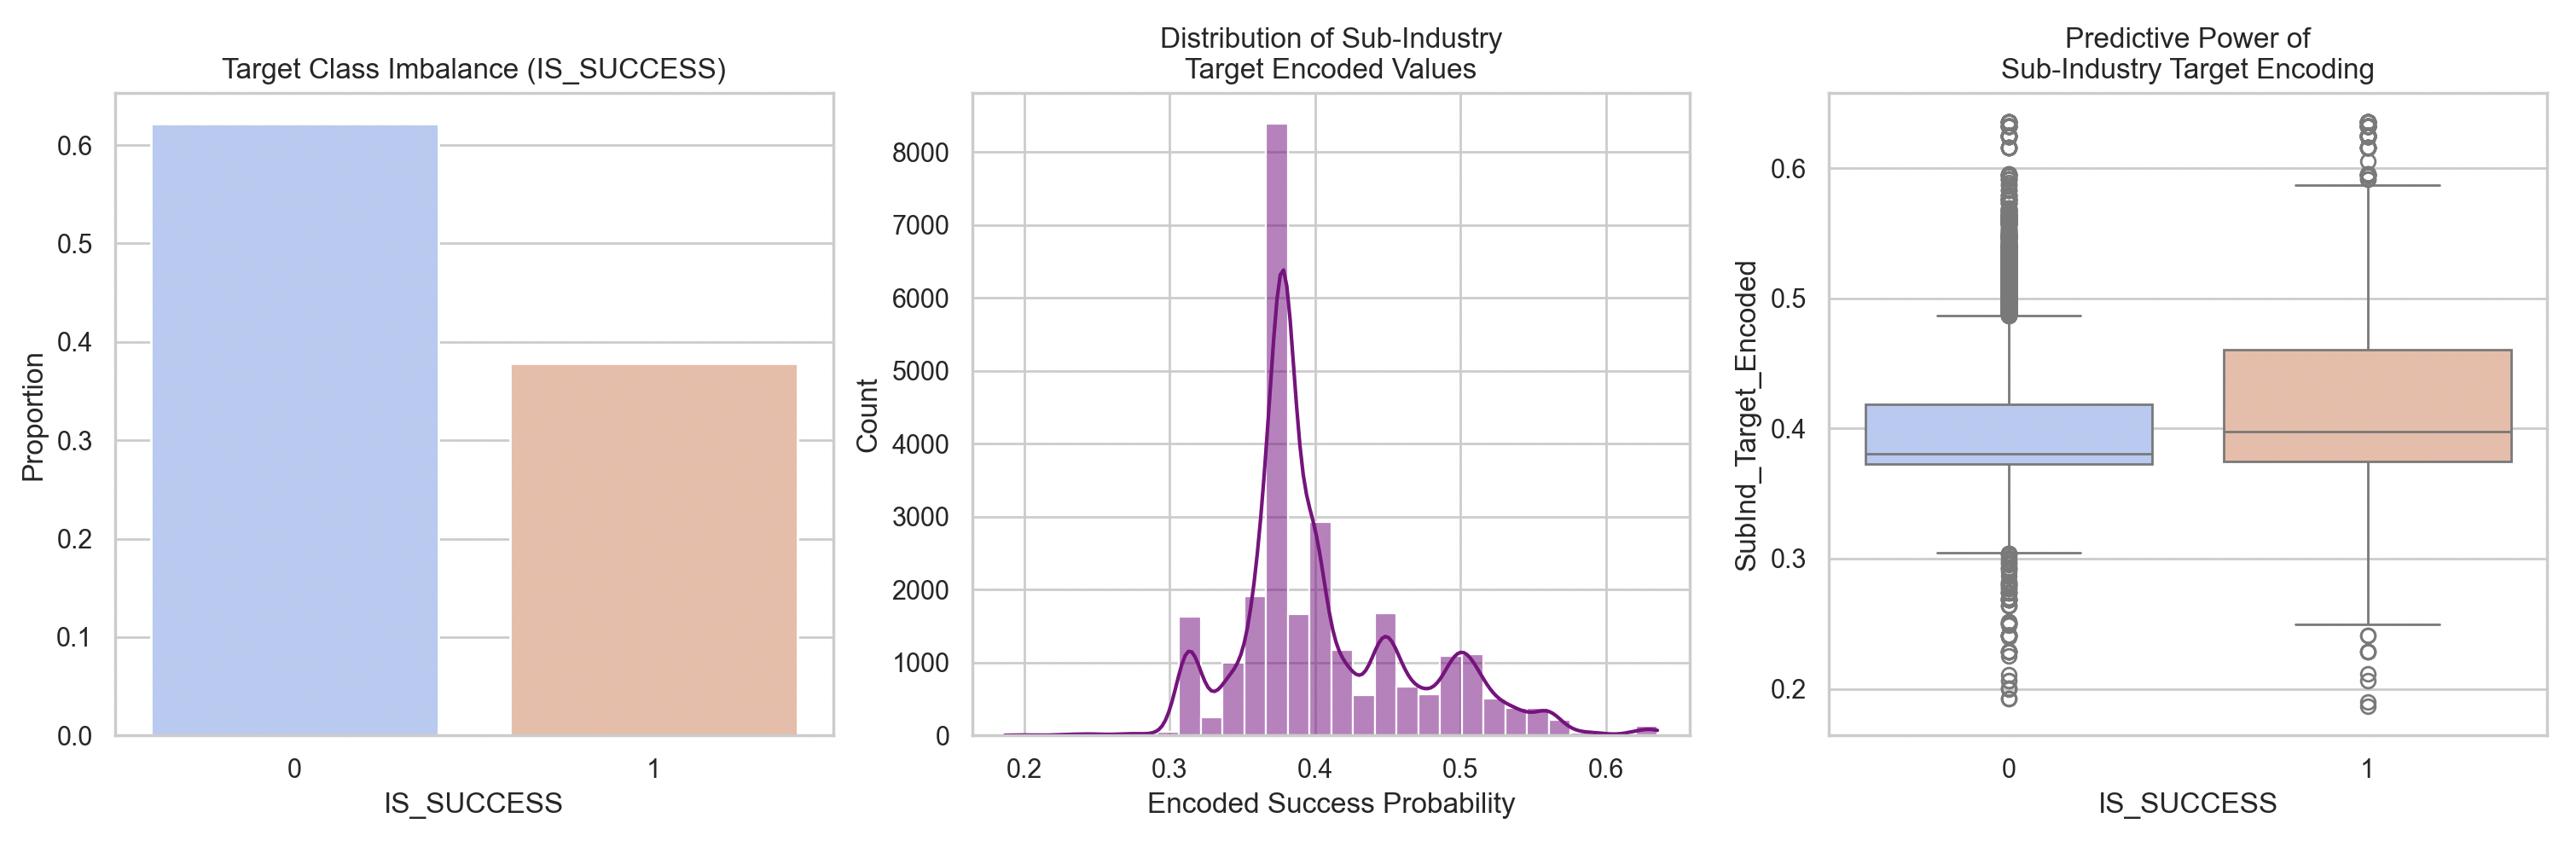 Target Class Imbalance (IS_SUCCESS)
Proportion
0.6
0.5
0.4
0.3
0.2
0.1
0.0
0
1
IS_SUCCESS
Distribution of Sub-Industry
Target Encoded Values
Count
8000
7000
6000
5000
4000
3000
2000
1000
0
0.2
0.3
0.4
0.5
0.6
Encoded Success Probability
Predictive Power of
Sub-Industry Target Encoding
SubInd_Target_Encoded
0.6
0.5
0.4
0.3
0.2
0
1
IS_SUCCESS